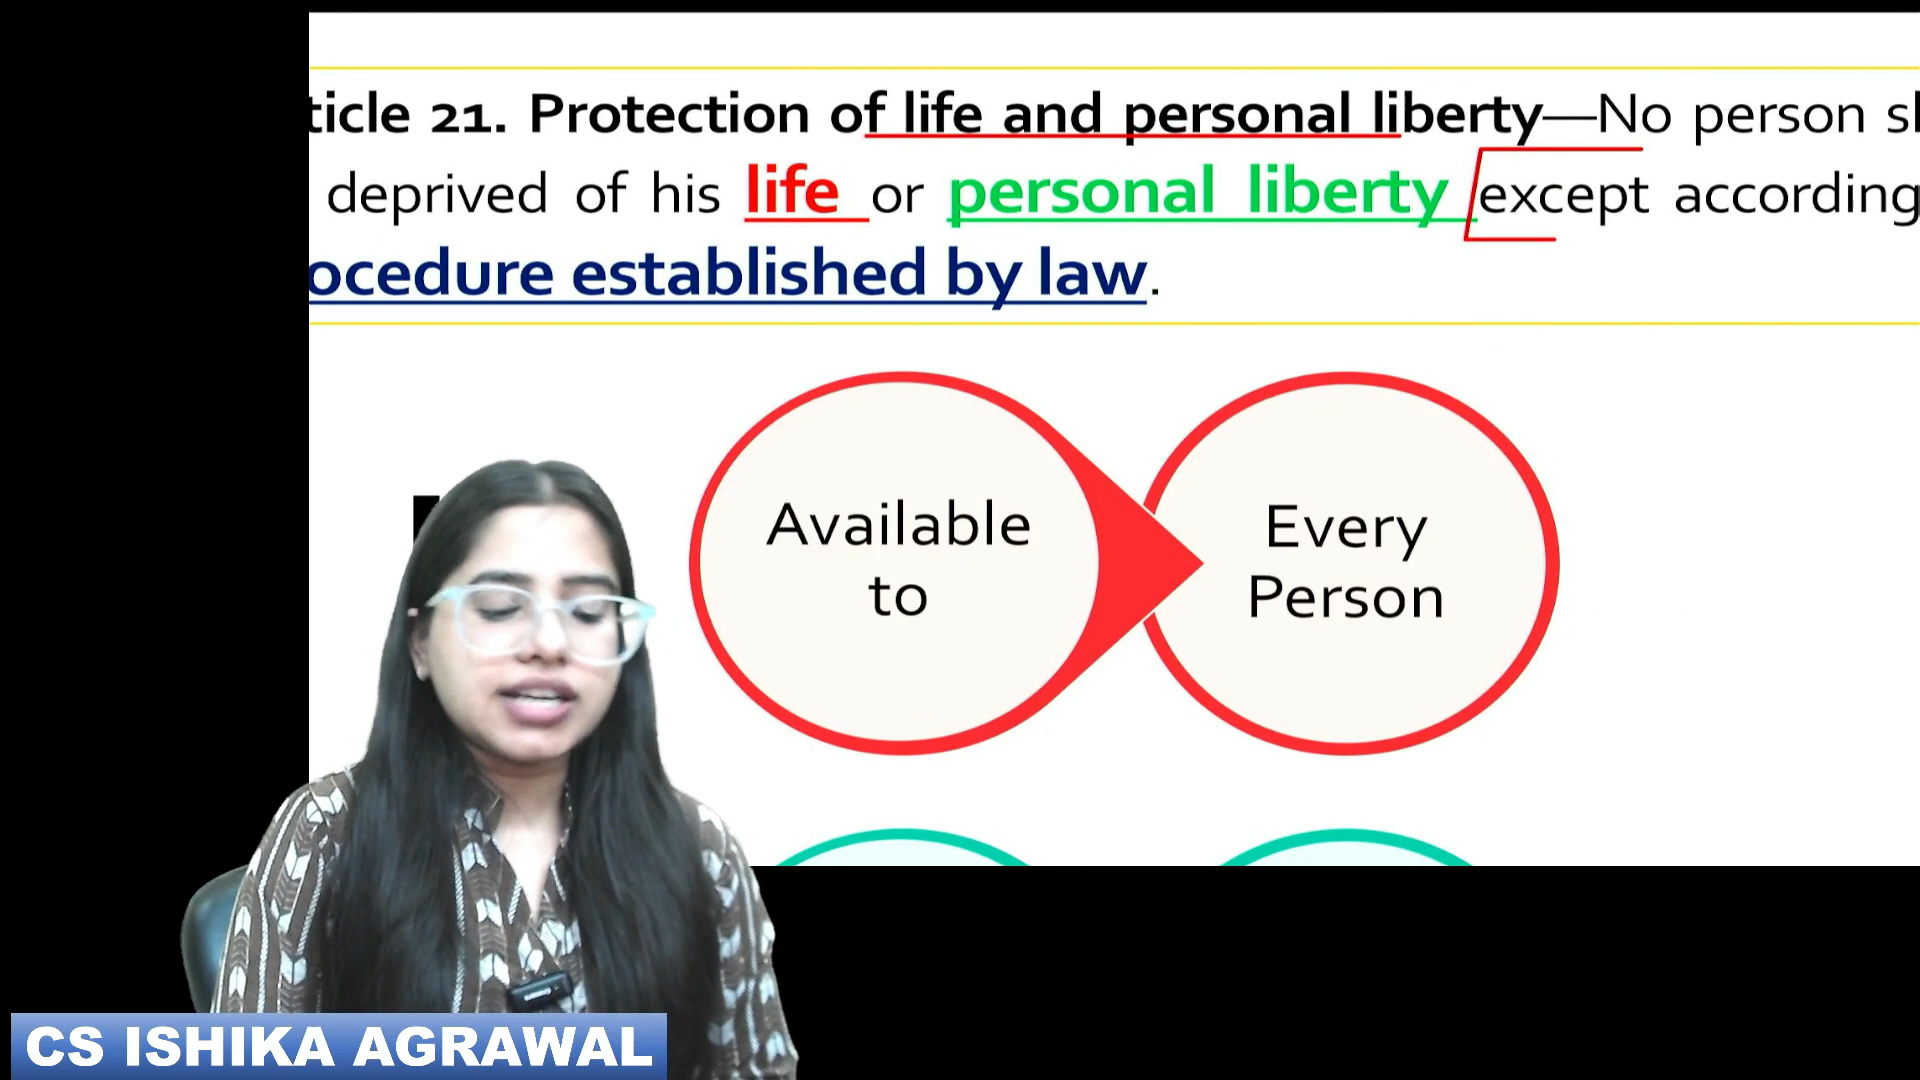 ticle 21. Protection of life and personal liberty—No person sh
deprived of his life or personal liberty except according
ocedure established by law.
Available
to
Every
Person
CS ISHIKA AGRAWAL